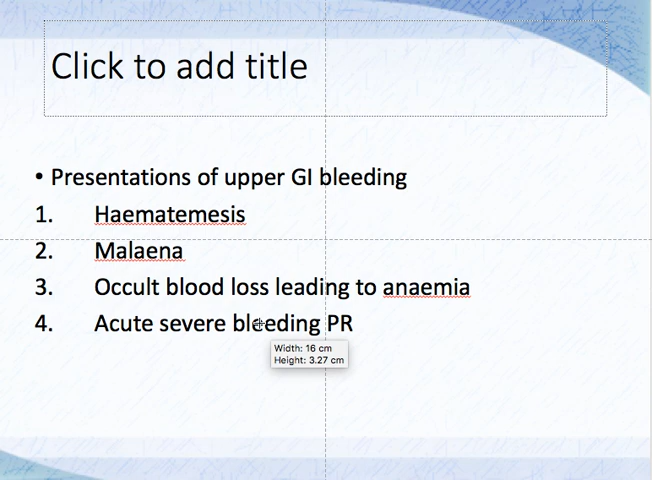 Click to add title
• Presentations of upper GI bleeding
1. Haematemesis
2. Malaena
3. Occult blood loss leading to anaemia
4. Acute severe bleeding PR
Width: 16 cm
Height: 3.27 cm